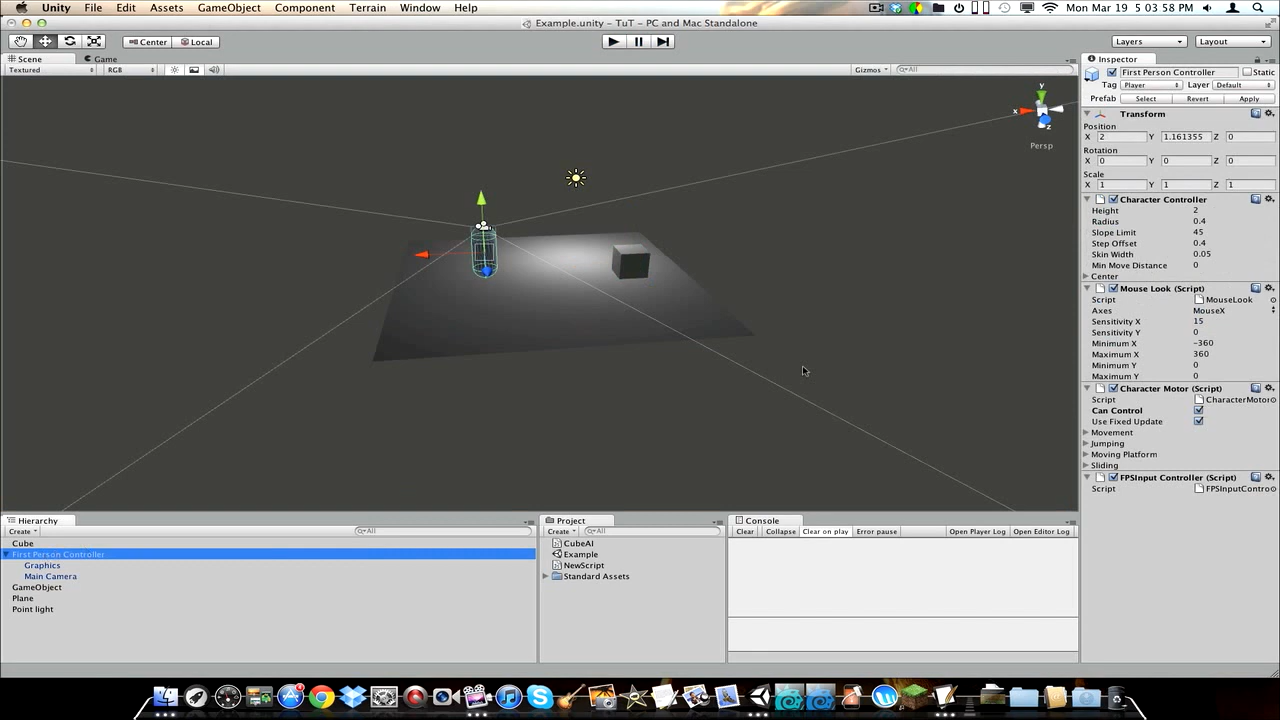 Unity File Edit Assets GameObject Component Terrain Window Help Mon Mar 19 5:03:58 PM
Example.unity – TuT – PC and Mac Standalone
Center Local Layers Layout
Scene Game
Textured RGB Gizmos All
y
x
z
Persp
Inspector
First Person Controller Static
Tag Player Layer Default
Prefab Select Revert Apply
Transform
Position
X 2 Y 1.161355 Z 0
Rotation
X 0 Y 0 Z 0
Scale
X 1 Y 1 Z 1
Character Controller
Height 2
Radius 0.4
Slope Limit 45
Step Offset 0.4
Skin Width 0.05
Min Move Distance 0
Center
Mouse Look (Script)
Script MouseLook
Axes MouseX
Sensitivity X 15
Sensitivity Y 0
Minimum X -360
Maximum X 360
Minimum Y 0
Maximum Y 0
Character Motor (Script)
Script CharacterMotor
Can Control
Use Fixed Update
Movement
Jumping
Moving Platform
Sliding
FPSInput Controller (Script)
Script FPSInputContro
Hierarchy
Create All
Cube
First Person Controller
Graphics
Main Camera
GameObject
Plane
Point light
Project
Create All
CubeAI
Example
NewScript
Standard Assets
Console
Clear Collapse Clear on play Error pause Open Player Log Open Editor Log